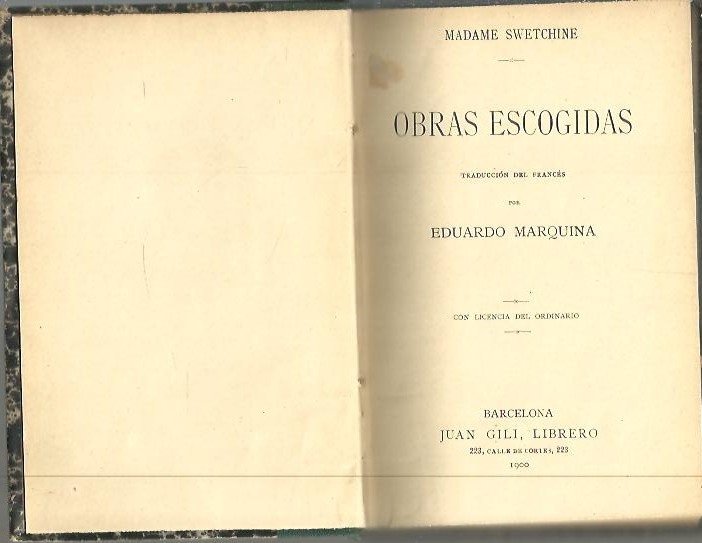 MADAME SWETCHINE
OBRAS ESCOGIDAS
TRADUCCIÓN DEL FRANCÉS
POR
EDUARDO MARQUINA
CON LICENCIA DEL ORDINARIO
BARCELONA
JUAN GILI, LIBRERO
223, CALLE DE CORTES, 223
1900